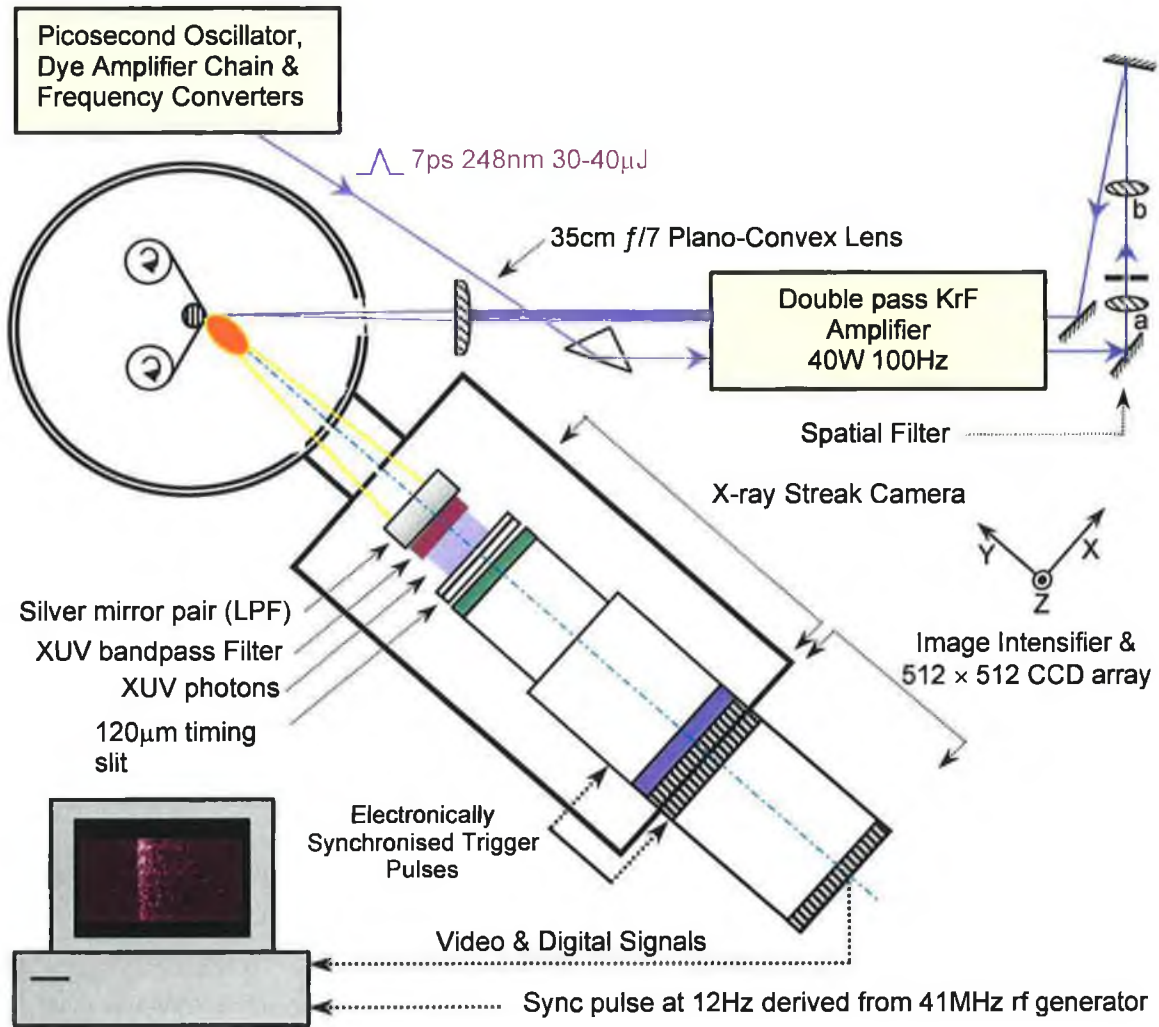 Picosecond Oscillator,
Dye Amplifier Chain &
Frequency Converters
7ps 248nm 30-40μJ
35cm ƒ/7 Plano-Convex Lens
Double pass KrF
Amplifier
40W 100Hz
b
a
Spatial Filter
X-ray Streak Camera
Y
X
Z
Image Intensifier &
512 × 512 CCD array
Silver mirror pair (LPF)
XUV bandpass Filter
XUV photons
120μm timing
slit
Electronically
Synchronised Trigger
Pulses
Video & Digital Signals
Sync pulse at 12Hz derived from 41MHz rf generator